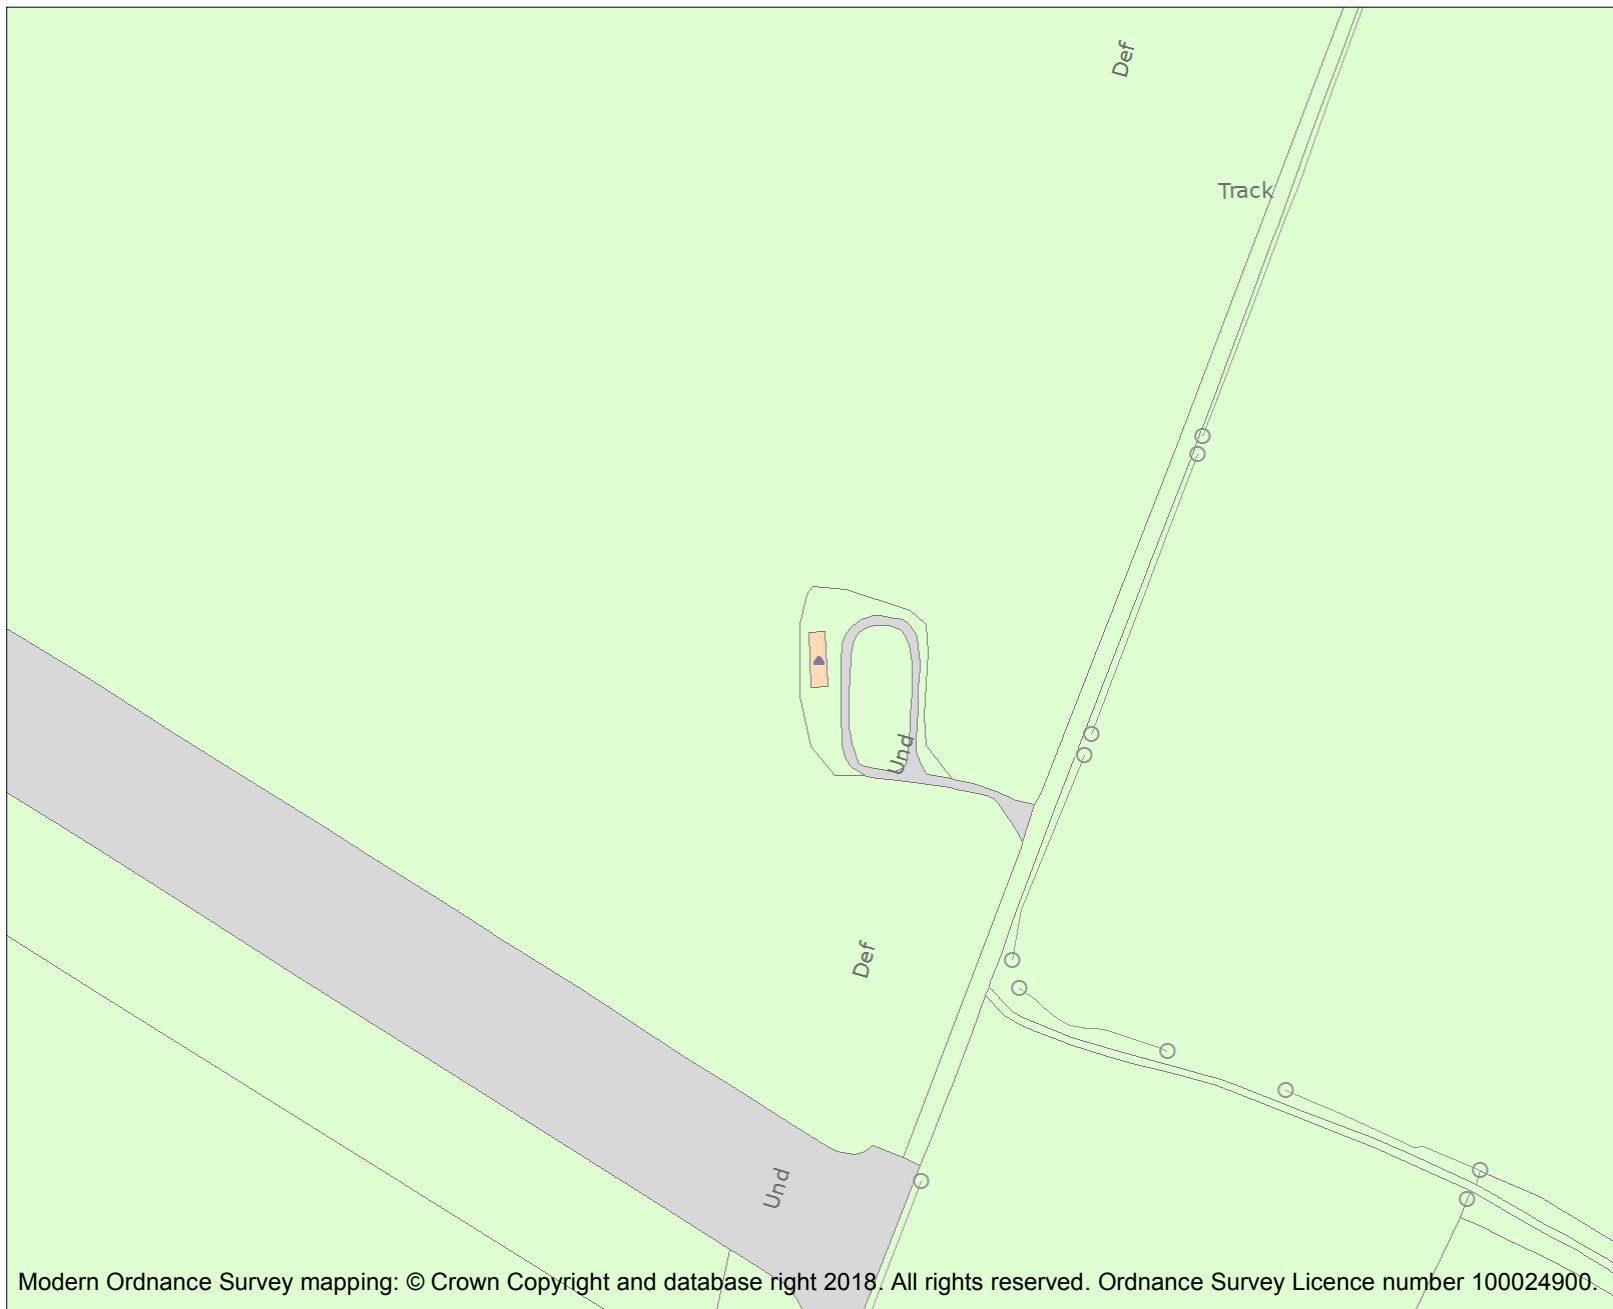 Def
Track
Und
Def
Und
Modern Ordnance Survey mapping: © Crown Copyright and database right 2018. All rights reserved. Ordnance Survey Licence number 100024900.